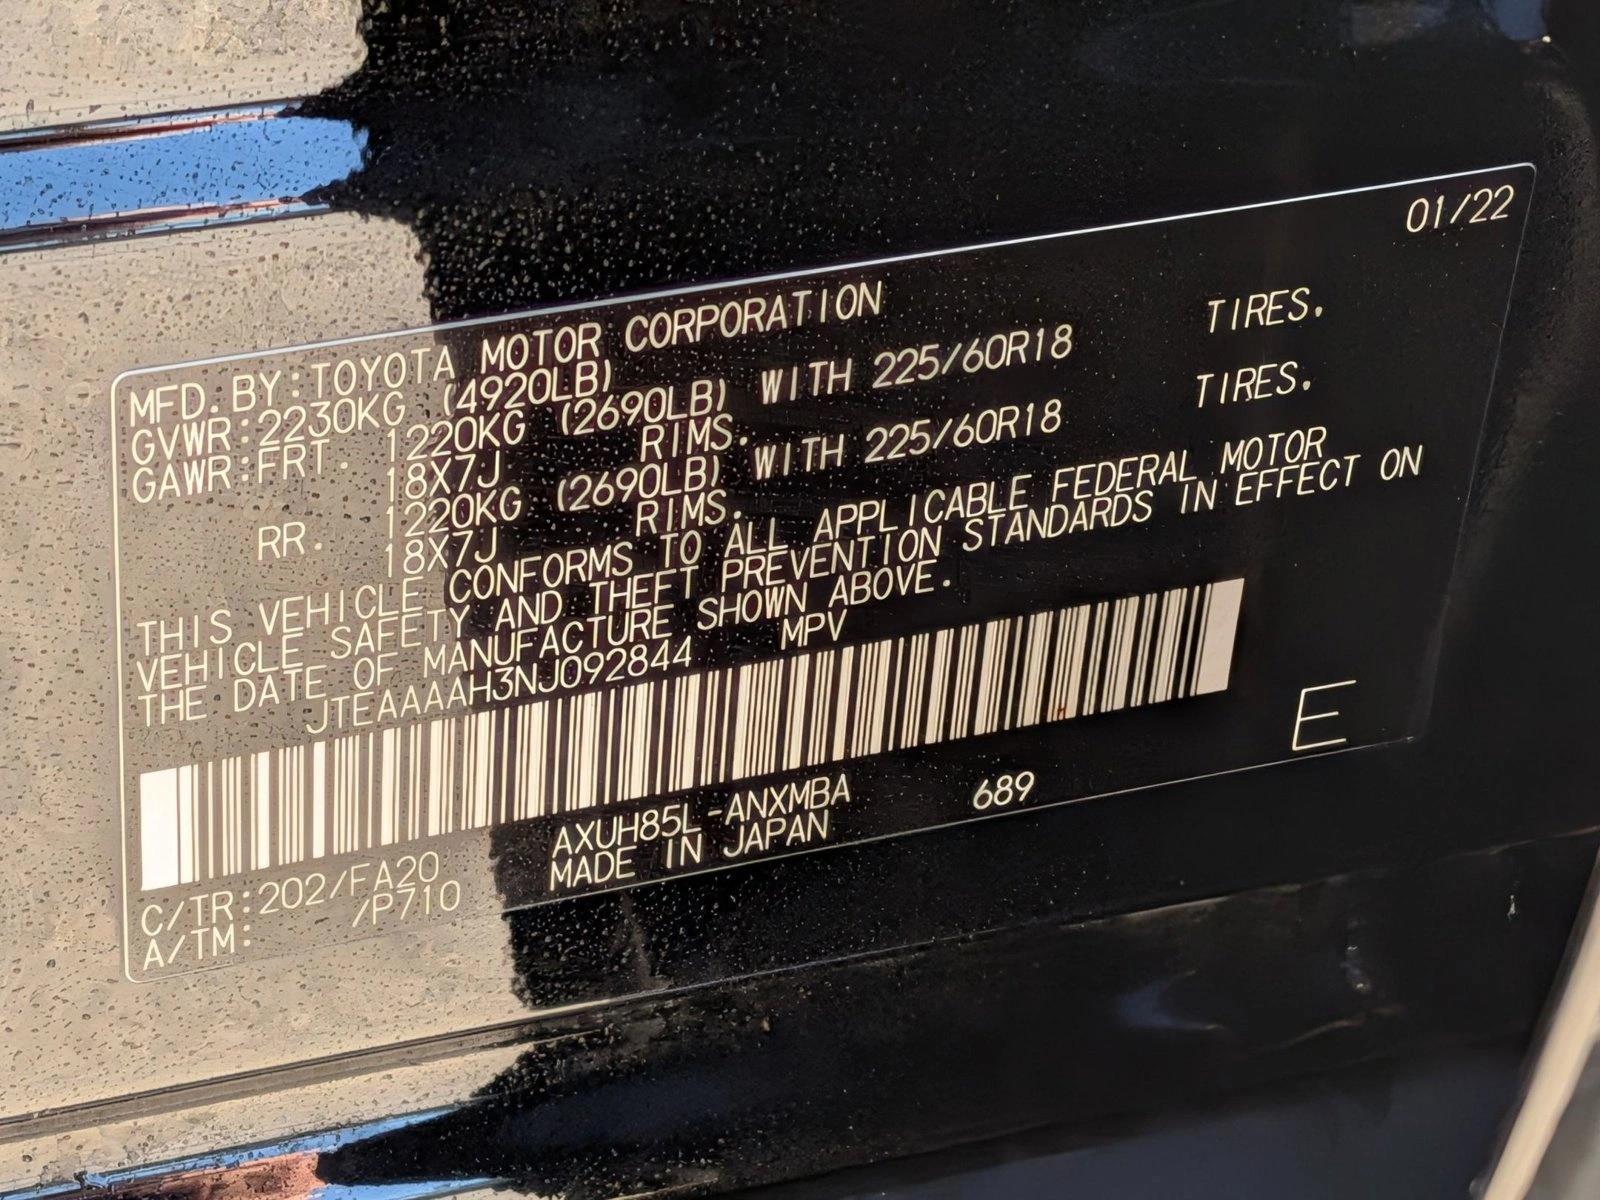 01/22
MFD. BY:TOYOTA MOTOR CORPORATION
GVWR:2230KG (4920LB)
GAWR:FRT. 1220KG (2690LB) WITH 225/60R18 TIRES.
18X7J RIMS.
RR. 1220KG (2690LB) WITH 225/60R18 TIRES.
18X7J RIMS.
THIS VEHICLE CONFORMS TO ALL APPLICABLE FEDERAL MOTOR
VEHICLE SAFETY AND THEFT PREVENTION STANDARDS IN EFFECT ON
THE DATE OF MANUFACTURE SHOWN ABOVE.
JTEAAAAH3NJ092844 MPV
E
AXUH85L-ANXMBA 689
MADE IN JAPAN
C/TR:202/FA20
A/TM: /P710